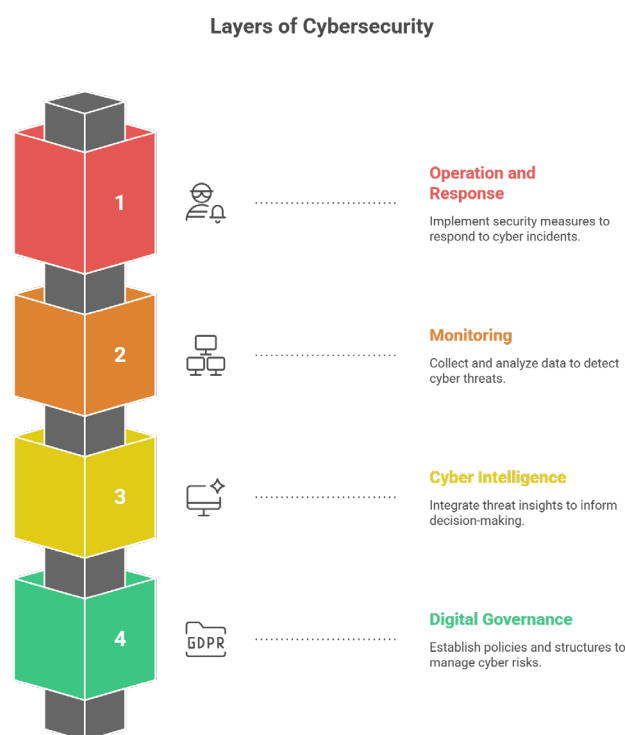 Layers of Cybersecurity
1
Operation and
Response
Implement security measures to
respond to cyber incidents.
2
Monitoring
Collect and analyze data to detect
cyber threats.
3
Cyber Intelligence
Integrate threat insights to inform
decision-making.
4
GDPR
Digital Governance
Establish policies and structures to
manage cyber risks.